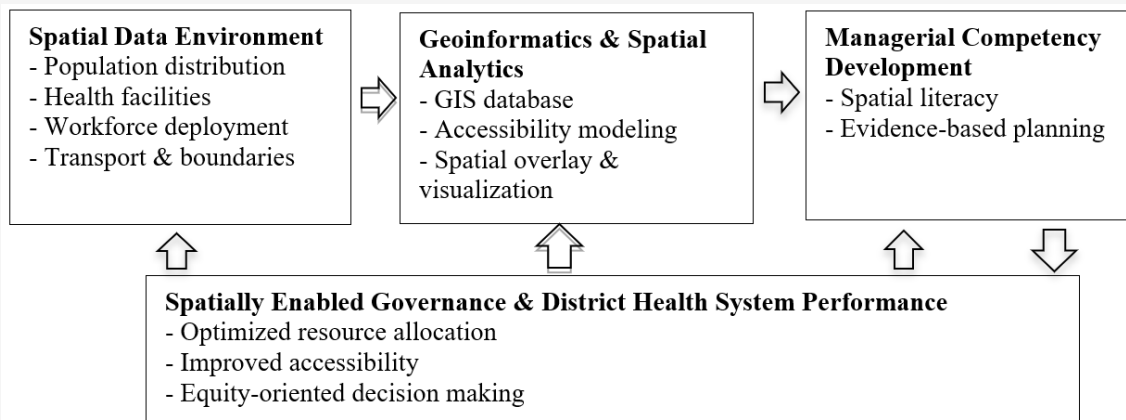 Spatial Data Environment
- Population distribution
- Health facilities
- Workforce deployment
- Transport & boundaries
Geoinformatics & Spatial
Analytics
- GIS database
- Accessibility modeling
- Spatial overlay &
visualization
Managerial Competency
Development
- Spatial literacy
- Evidence-based planning
Spatially Enabled Governance & District Health System Performance
- Optimized resource allocation
- Improved accessibility
- Equity-oriented decision making